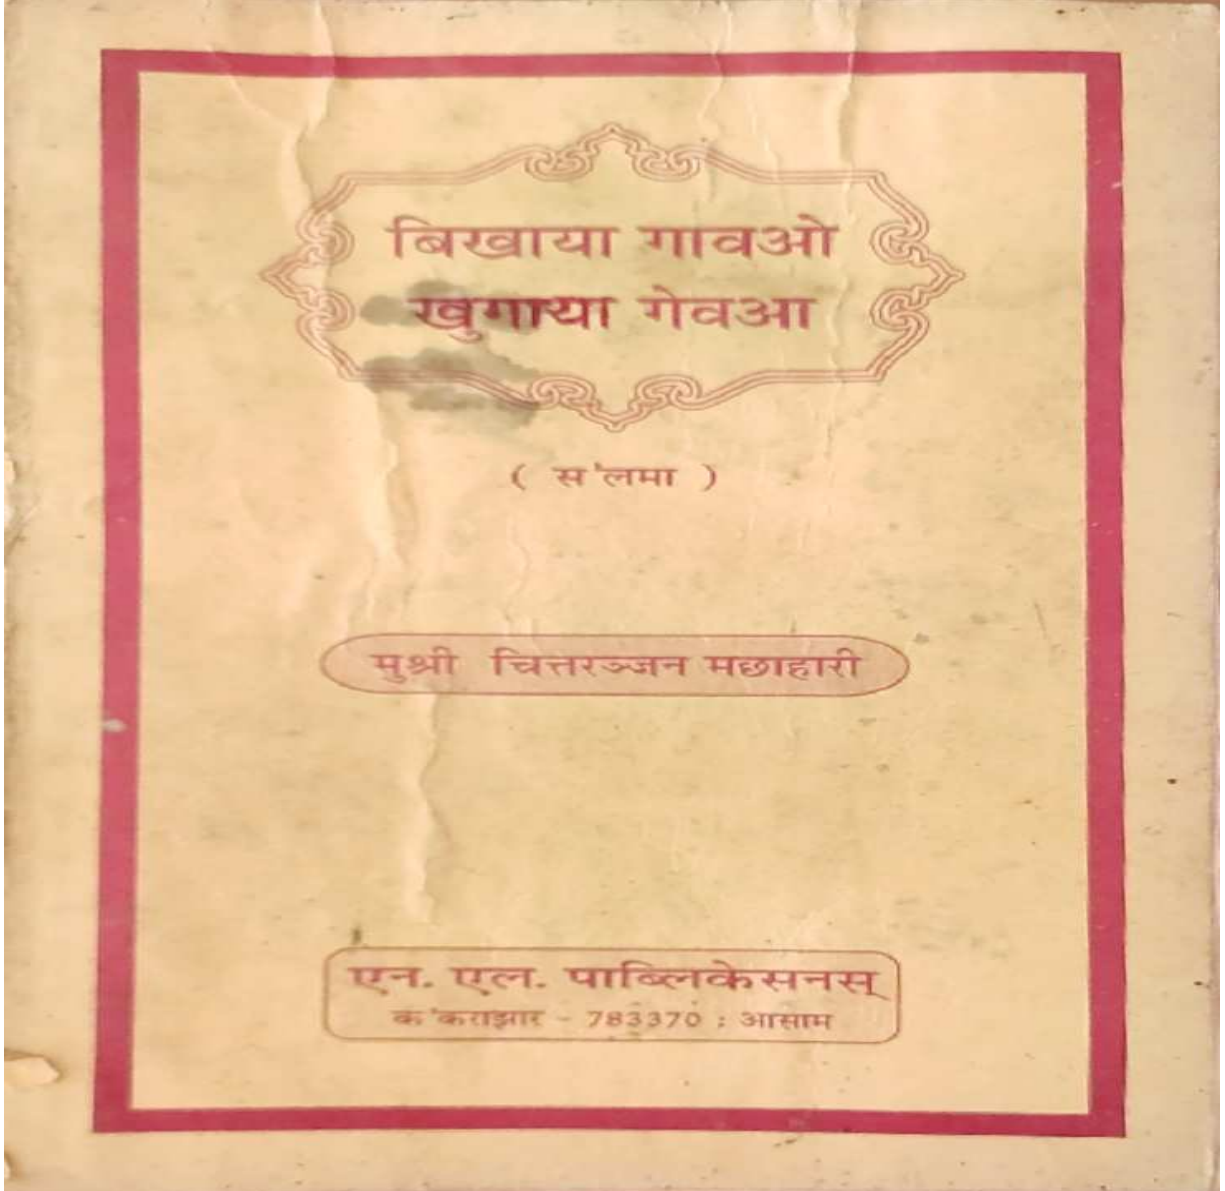 बिखाया गावओ
खुगाया गेवआ
( स'लमा )
मुश्री चित्तरञ्जन मछाहारी
एन. एल. पाब्लिकेसनस्
क'कराझार - 783370 : आसाम